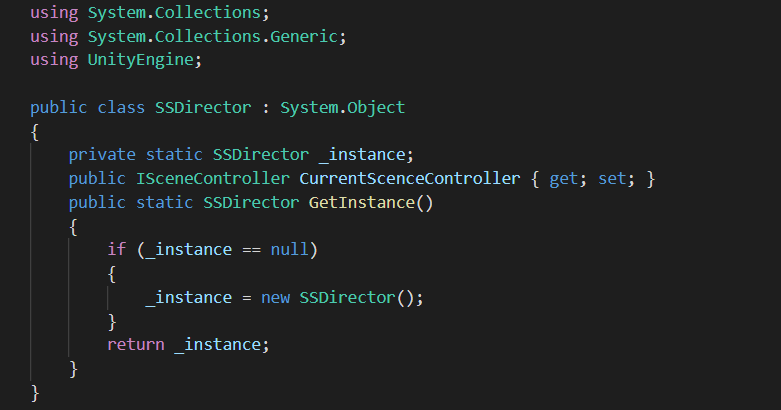 using System.Collections;
using System.Collections.Generic;
using UnityEngine;
public class SSDirector : System.Object
{
private static SSDirector _instance;
public ISceneController CurrentScenceController { get; set; }
public static SSDirector GetInstance()
{
if (_instance == null)
{
_instance = new SSDirector();
}
return _instance;
}
}